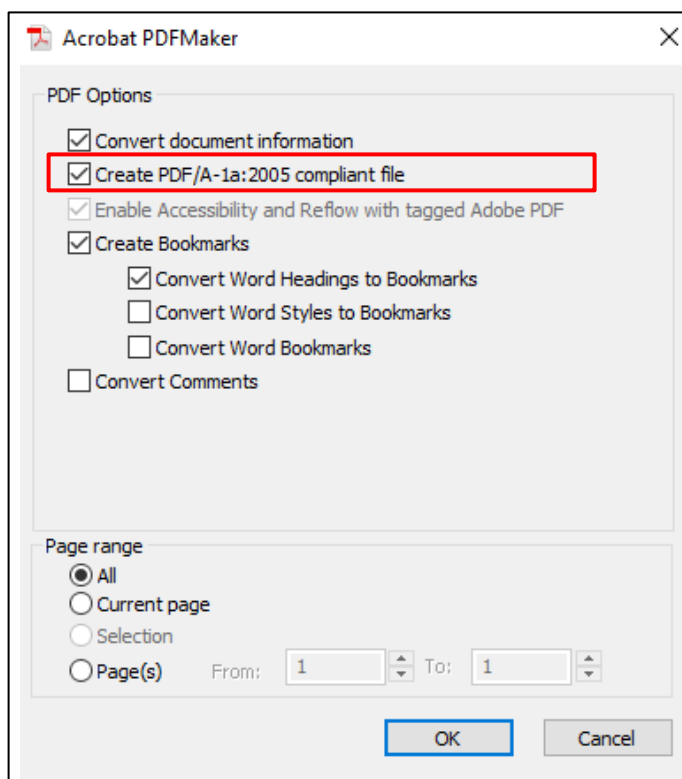 Acrobat PDFMaker
PDF Options
Convert document information
Create PDF/A-1a:2005 compliant file
Enable Accessibility and Reflow with tagged Adobe PDF
Create Bookmarks
Convert Word Headings to Bookmarks
Convert Word Styles to Bookmarks
Convert Word Bookmarks
Convert Comments
Page range
All
Current page
Selection
Page(s) From: 1 To: 1
OK Cancel